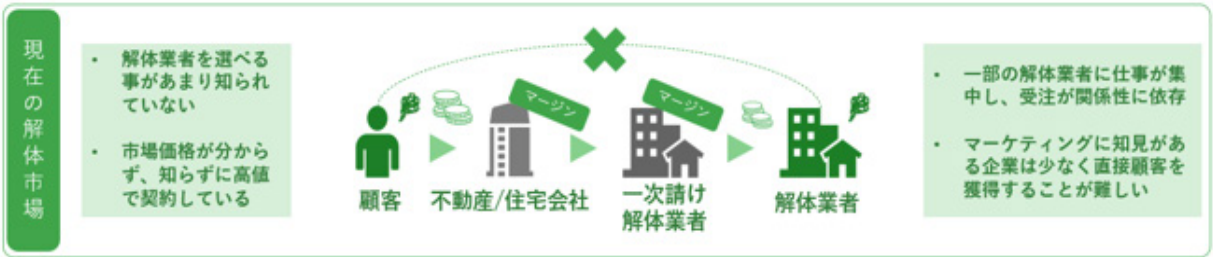 現在の解体市場
• 解体業者を選べる
事があまり知られ
ていない
• 市場価格が分から
ず、知らずに高値
で契約している
マージン
マージン
顧客
不動産/住宅会社
一次請け
解体業者
解体業者
• 一部の解体業者に仕事が集
中し、受注が関係性に依存
• マーケティングに知見があ
る企業は少なく直接顧客を
獲得することが難しい